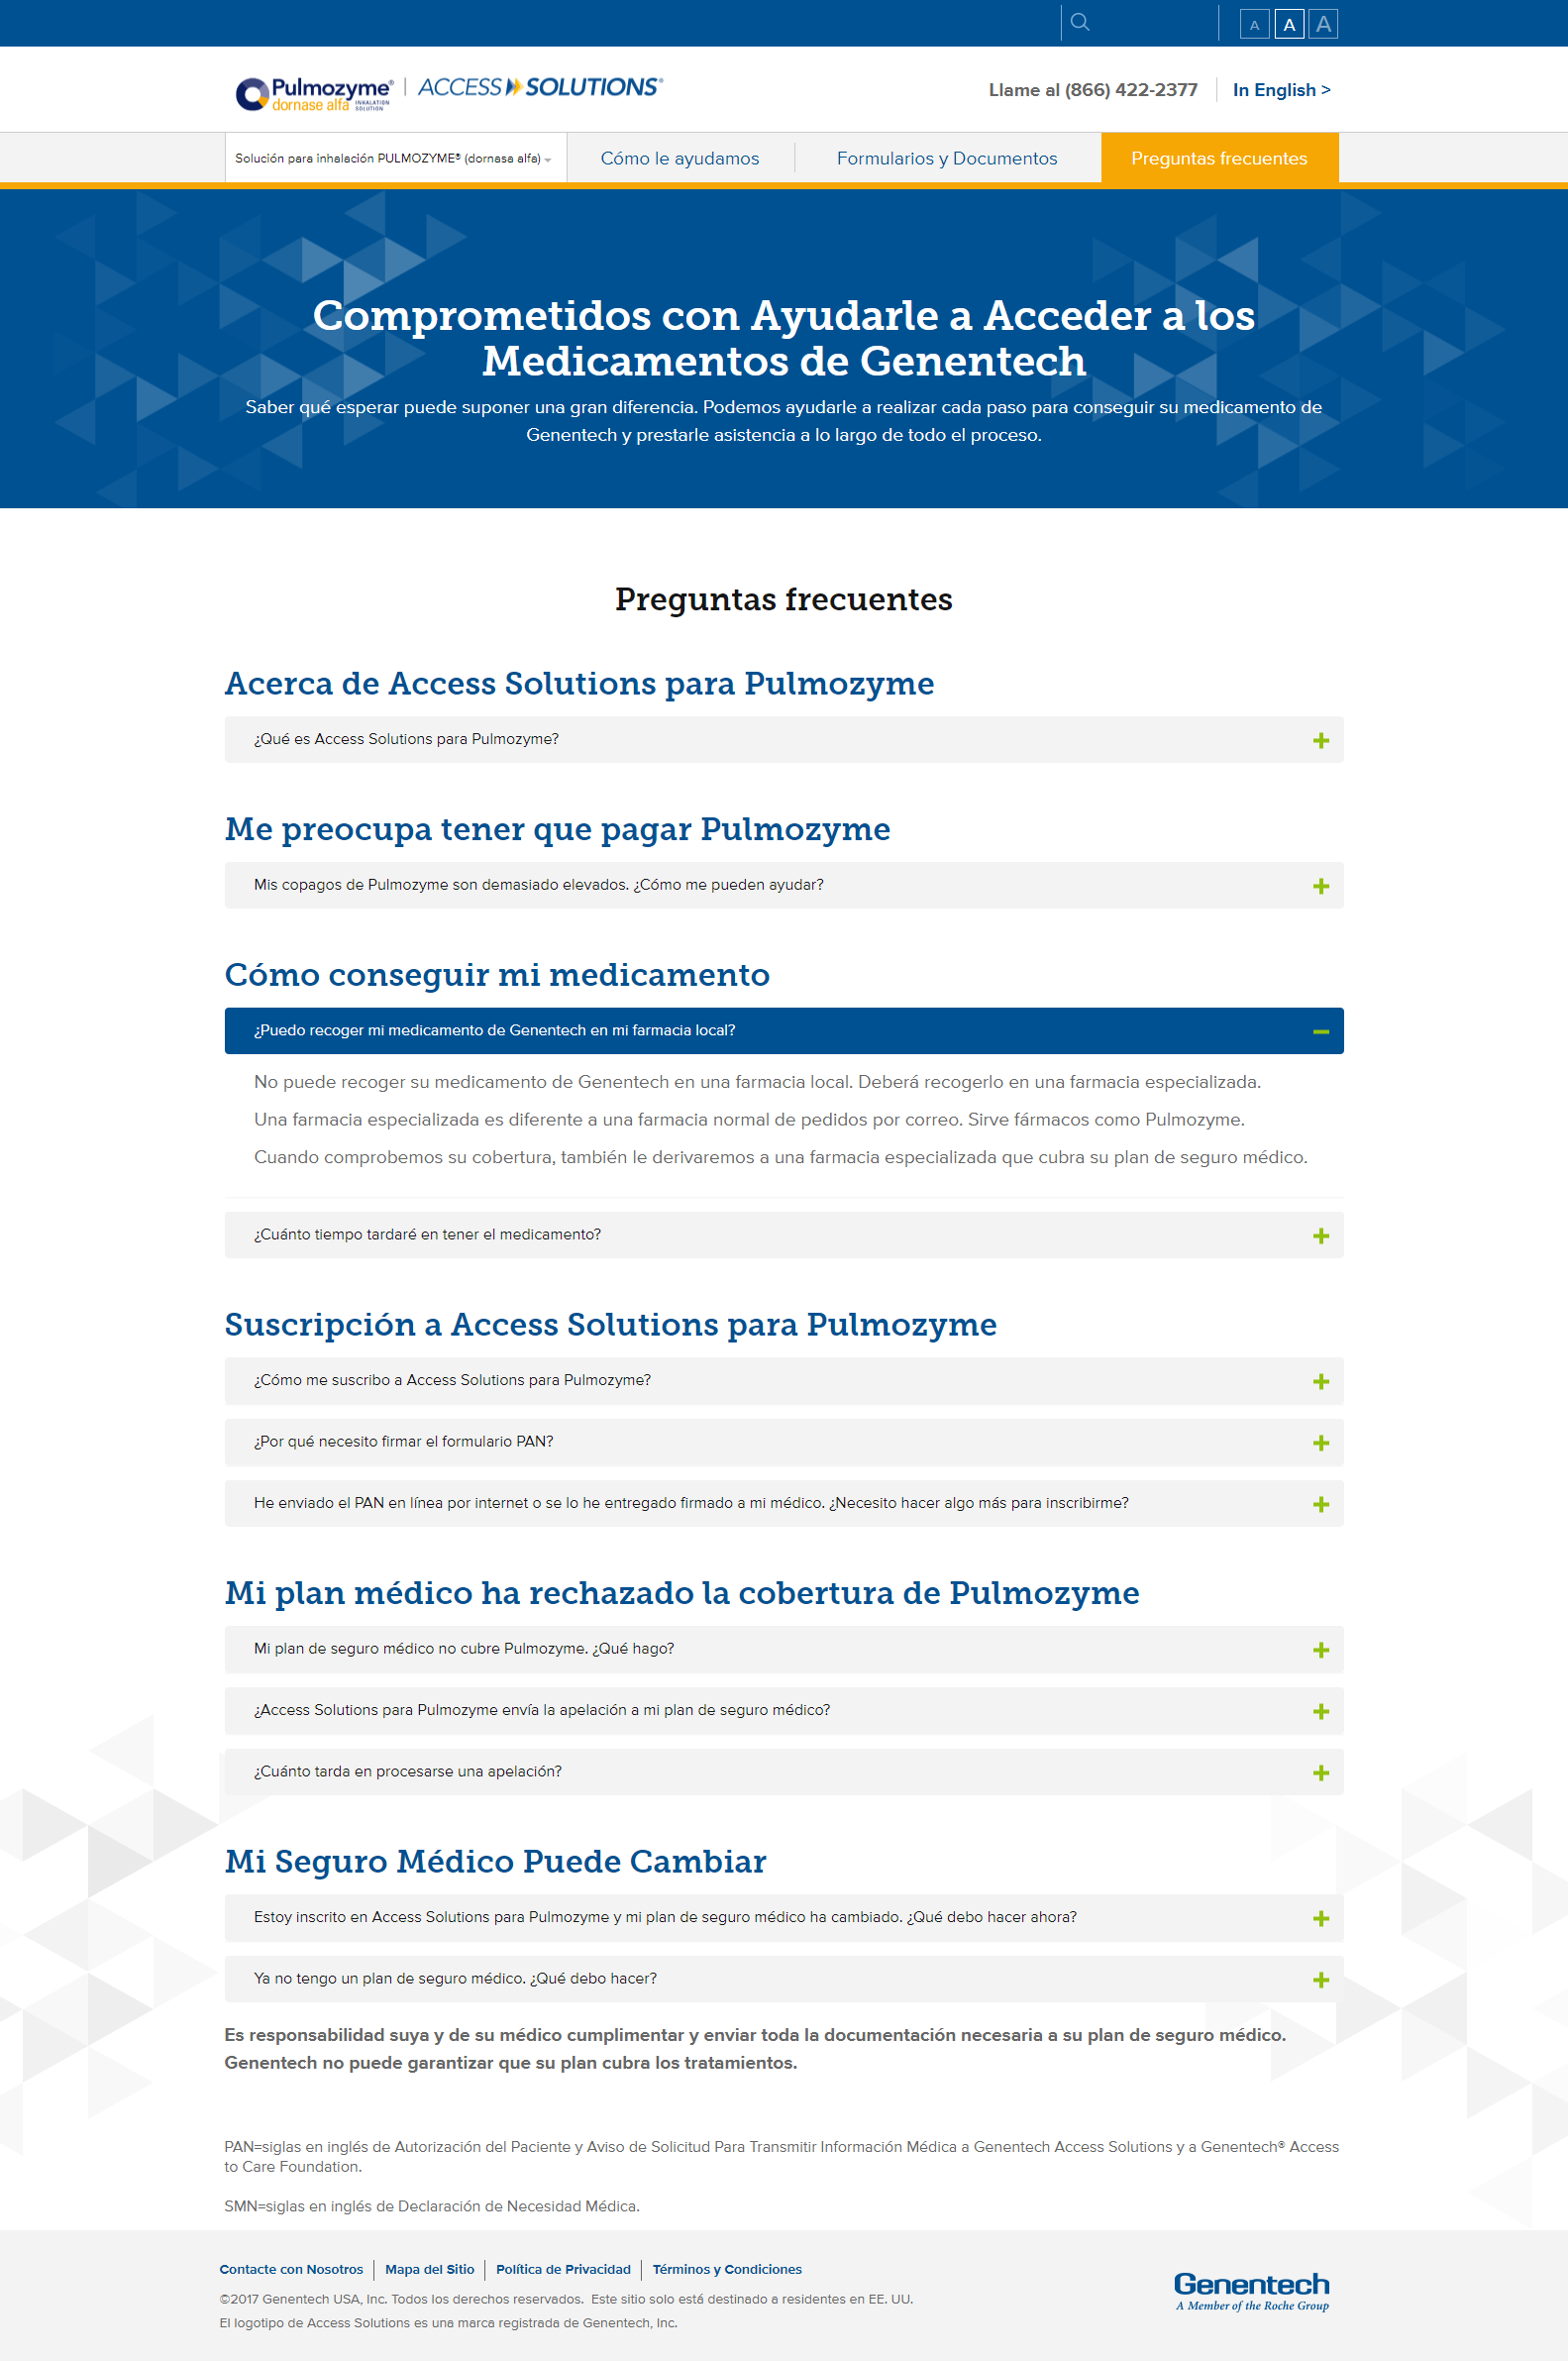 A A A
Pulmozyme® dornase alfa INHALATION SOLUTION | ACCESS SOLUTIONS®
Llame al (866) 422-2377
In English >
Solución para inhalación PULMOZYME® (dornasa alfa)
Cómo le ayudamos
Formularios y Documentos
Preguntas frecuentes
Comprometidos con Ayudarle a Acceder a los
Medicamentos de Genentech
Saber qué esperar puede suponer una gran diferencia. Podemos ayudarle a realizar cada paso para conseguir su medicamento de
Genentech y prestarle asistencia a lo largo de todo el proceso.
Preguntas frecuentes
Acerca de Access Solutions para Pulmozyme
¿Qué es Access Solutions para Pulmozyme?
Me preocupa tener que pagar Pulmozyme
Mis copagos de Pulmozyme son demasiado elevados. ¿Cómo me pueden ayudar?
Cómo conseguir mi medicamento
¿Puedo recoger mi medicamento de Genentech en mi farmacia local?
No puede recoger su medicamento de Genentech en una farmacia local. Deberá recogerlo en una farmacia especializada.
Una farmacia especializada es diferente a una farmacia normal de pedidos por correo. Sirve fármacos como Pulmozyme.
Cuando comprobemos su cobertura, también le derivaremos a una farmacia especializada que cubra su plan de seguro médico.
¿Cuánto tiempo tardaré en tener el medicamento?
Suscripción a Access Solutions para Pulmozyme
¿Cómo me suscribo a Access Solutions para Pulmozyme?
¿Por qué necesito firmar el formulario PAN?
He enviado el PAN en línea por internet o se lo he entregado firmado a mi médico. ¿Necesito hacer algo más para inscribirme?
Mi plan médico ha rechazado la cobertura de Pulmozyme
Mi plan de seguro médico no cubre Pulmozyme. ¿Qué hago?
¿Access Solutions para Pulmozyme envía la apelación a mi plan de seguro médico?
¿Cuánto tarda en procesarse una apelación?
Mi Seguro Médico Puede Cambiar
Estoy inscrito en Access Solutions para Pulmozyme y mi plan de seguro médico ha cambiado. ¿Qué debo hacer ahora?
Ya no tengo un plan de seguro médico. ¿Qué debo hacer?
Es responsabilidad suya y de su médico cumplimentar y enviar toda la documentación necesaria a su plan de seguro médico.
Genentech no puede garantizar que su plan cubra los tratamientos.
PAN=siglas en inglés de Autorización del Paciente y Aviso de Solicitud Para Transmitir Información Médica a Genentech Access Solutions y a Genentech® Access
to Care Foundation.
SMN=siglas en inglés de Declaración de Necesidad Médica.
Contacte con Nosotros | Mapa del Sitio | Política de Privacidad | Términos y Condiciones
©2017 Genentech USA, Inc. Todos los derechos reservados. Este sitio solo está destinado a residentes en EE. UU.
El logotipo de Access Solutions es una marca registrada de Genentech, Inc.
Genentech
A Member of the Roche Group